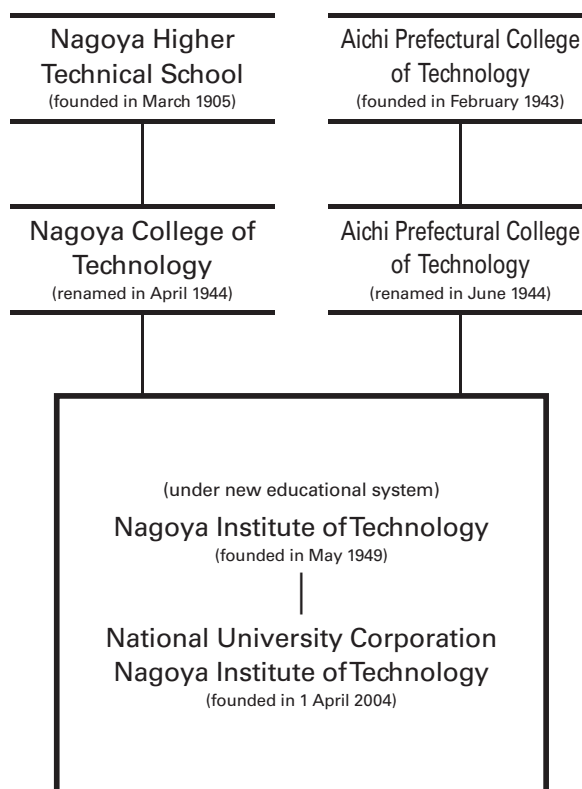 Nagoya Higher
Technical School
(founded in March 1905)
Aichi Prefectural College
of Technology
(founded in February 1943)
Nagoya College of
Technology
(renamed in April 1944)
Aichi Prefectural College
of Technology
(renamed in June 1944)
(under new educational system)
Nagoya Institute of Technology
(founded in May 1949)
National University Corporation
Nagoya Institute of Technology
(founded in 1 April 2004)